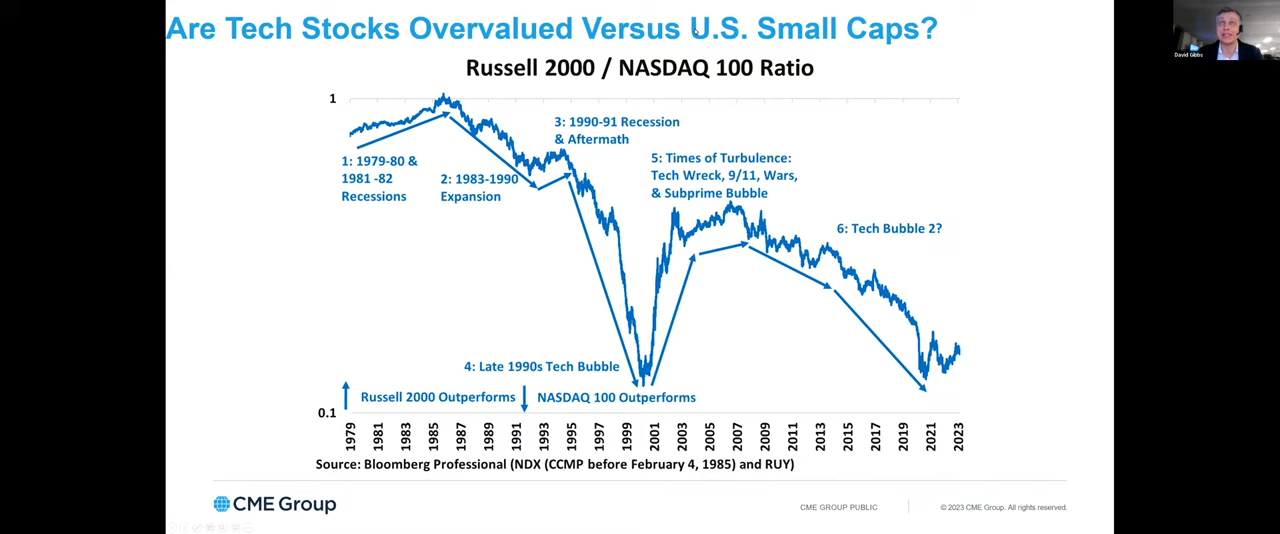 Are Tech Stocks Overvalued Versus U.S. Small Caps?
David Gibbs
Russell 2000 / NASDAQ 100 Ratio
1
3: 1990-91 Recession
& Aftermath
1: 1979-80 &
1981 -82
Recessions
2: 1983-1990
Expansion
5: Times of Turbulence:
Tech Wreck, 9/11, Wars,
& Subprime Bubble
6: Tech Bubble 2?
4: Late 1990s Tech Bubble
Russell 2000 Outperforms
NASDAQ 100 Outperforms
0.1
1979
1981
1983
1985
1987
1989
1991
1993
1995
1997
1999
2001
2003
2005
2007
2009
2011
2013
2015
2017
2019
2021
2023
Source: Bloomberg Professional (NDX (CCMP before February 4, 1985) and RUY)
CME Group
CME GROUP PUBLIC
© 2023 CME Group. All rights reserved.